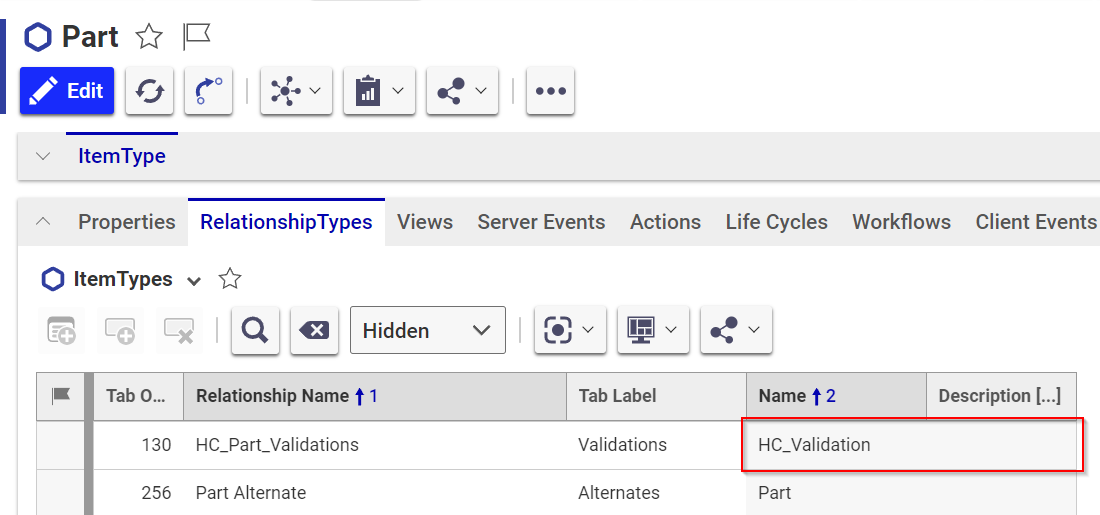 Part
Edit
ItemType
Properties RelationshipTypes Views Server Events Actions Life Cycles Workflows Client Events
ItemTypes
Hidden
Tab O... Relationship Name 1 Tab Label Name 2 Description [...]
130 HC_Part_Validations Validations HC_Validation
256 Part Alternate Alternates Part